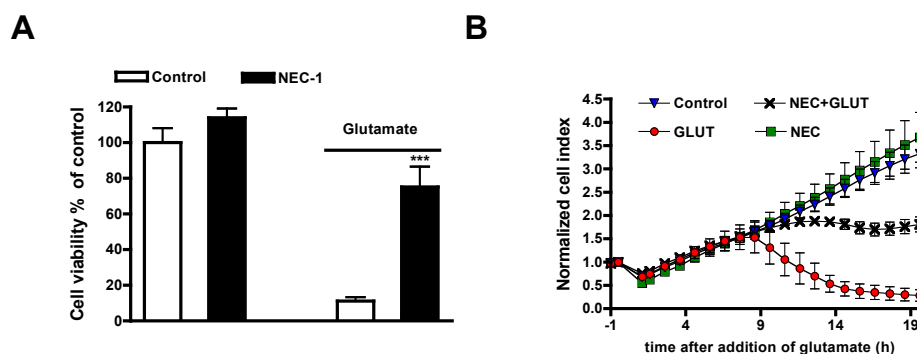 A
Control NEC-1
Cell viability % of control
120
100
80
60
40
20
0
Glutamate
***
B
Normalized cell index
4.5
4.0
3.5
3.0
2.5
2.0
1.5
1.0
0.5
0.0
Control NEC+GLUT
GLUT NEC
-1 4 9 14 19
time after addition of glutamate (h)